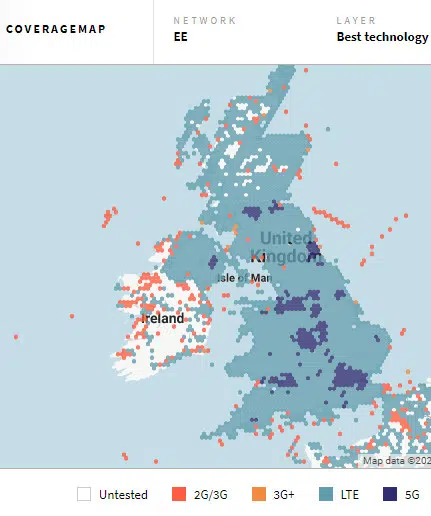 COVERAGEMAP
NETWORK
EE
LAYER
Best technology
United
Kingdom
Isle of Man
Ireland
Map data ©202
Untested
2G/3G
3G+
LTE
5G